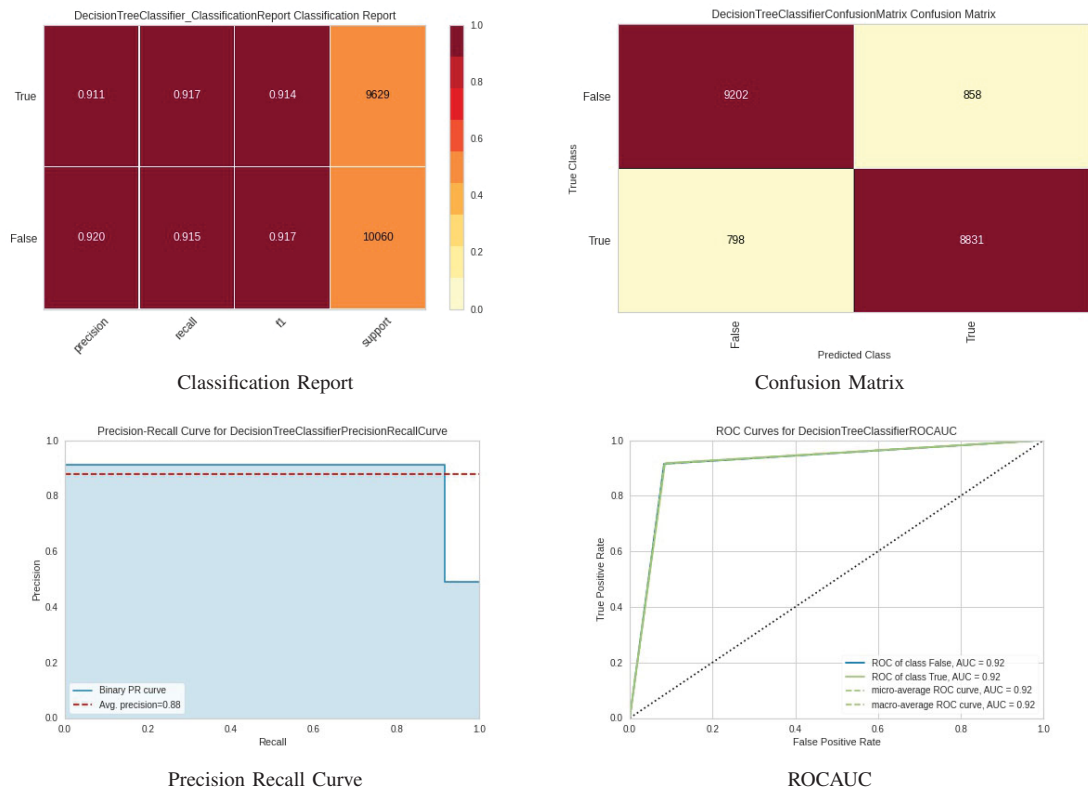 DecisionTreeClassifier_ClassificationReport Classification Report
1.0
0.8
0.6
0.4
0.2
0.0
True
0.911
0.917
0.914
9629
False
0.920
0.915
0.917
10060
precision
recall
f1
support
Classification Report
DecisionTreeClassifierConfusionMatrix Confusion Matrix
True Class
False
9202
858
True
798
8831
False
True
Predicted Class
Confusion Matrix
Precision-Recall Curve for DecisionTreeClassifierPrecisionRecallCurve
Precision
1.0
0.8
0.6
0.4
0.2
0.0
Binary PR curve
Avg. precision=0.88
0.0 0.2 0.4 0.6 0.8 1.0
Recall
Precision Recall Curve
ROC Curves for DecisionTreeClassifierROCAUC
True Positive Rate
1.0
0.8
0.6
0.4
0.2
0.0
ROC of class False, AUC = 0.92
ROC of class True, AUC = 0.92
micro-average ROC curve, AUC = 0.92
macro-average ROC curve, AUC = 0.92
0.0 0.2 0.4 0.6 0.8 1.0
False Positive Rate
ROCAUC